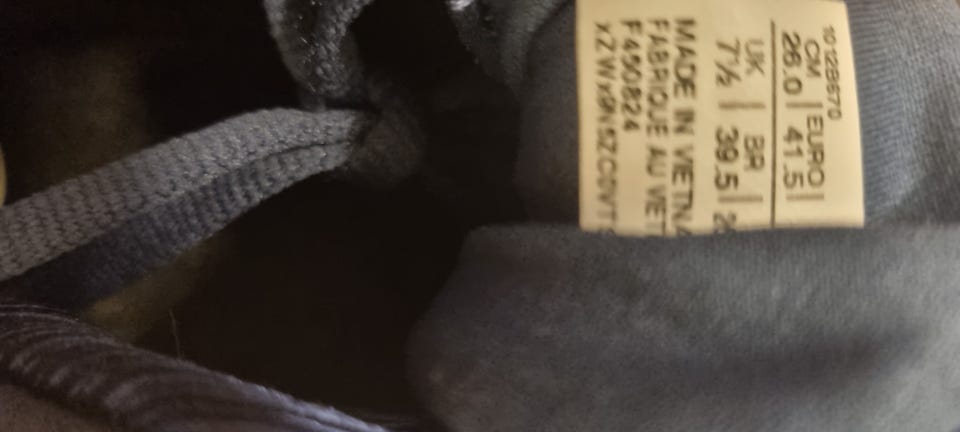 1012B670
CM | EURO |
26.0 | 41.5 |
UK | BR |
7½ | 39.5 |
MADE IN VIETNA
FABRIQUE AU VIET
F450824